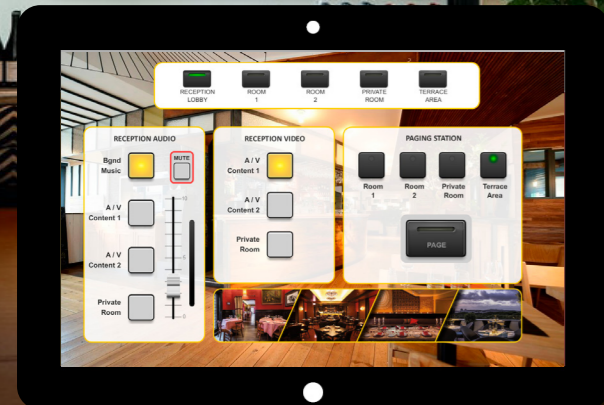 RECEPTION
LOBBY
ROOM
1
ROOM
2
PRIVATE
ROOM
TERRACE
AREA
RECEPTION AUDIO
Bgnd
Music
MUTE
A / V
Content 1
A / V
Content 2
Private
Room
RECEPTION VIDEO
A / V
Content 1
A / V
Content 2
Private
Room
PAGING STATION
Room
1
Room
2
Private
Room
Terrace
Area
PAGE